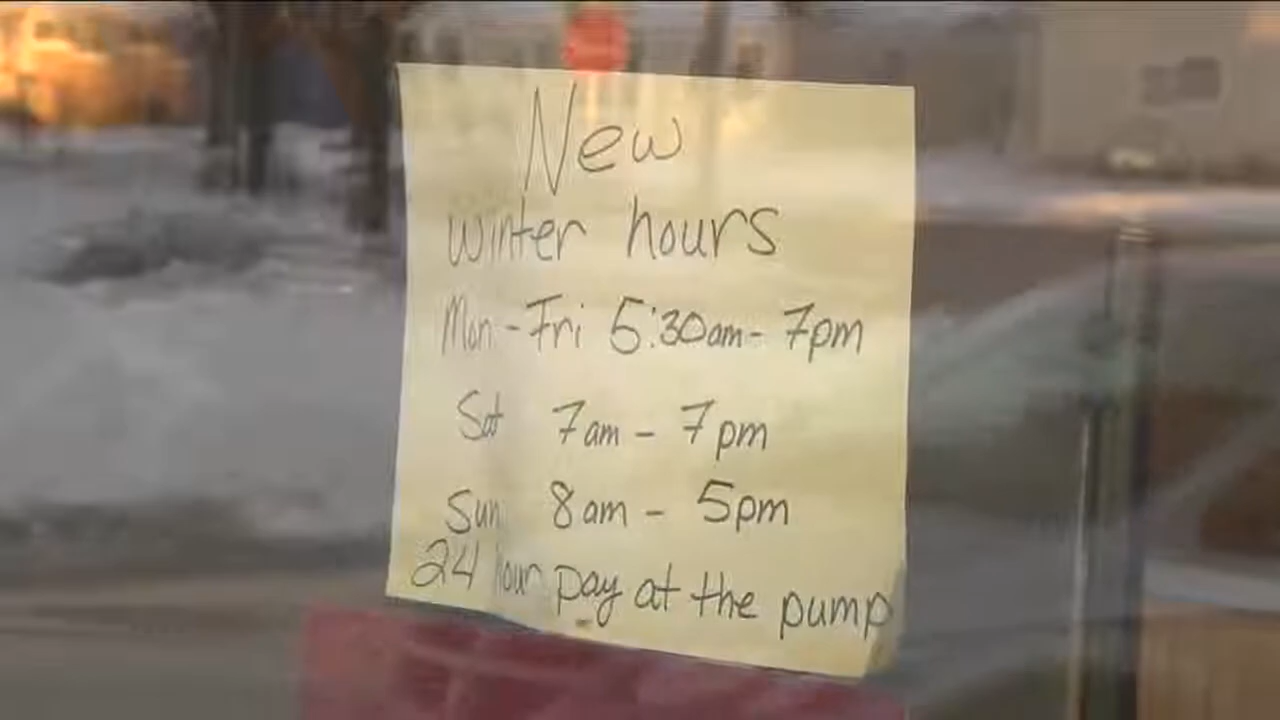 New
winter hours
Mon-Fri 5:30am-7pm
Sat 7am - 7pm
Sun 8am - 5pm
24 hour pay at the pump